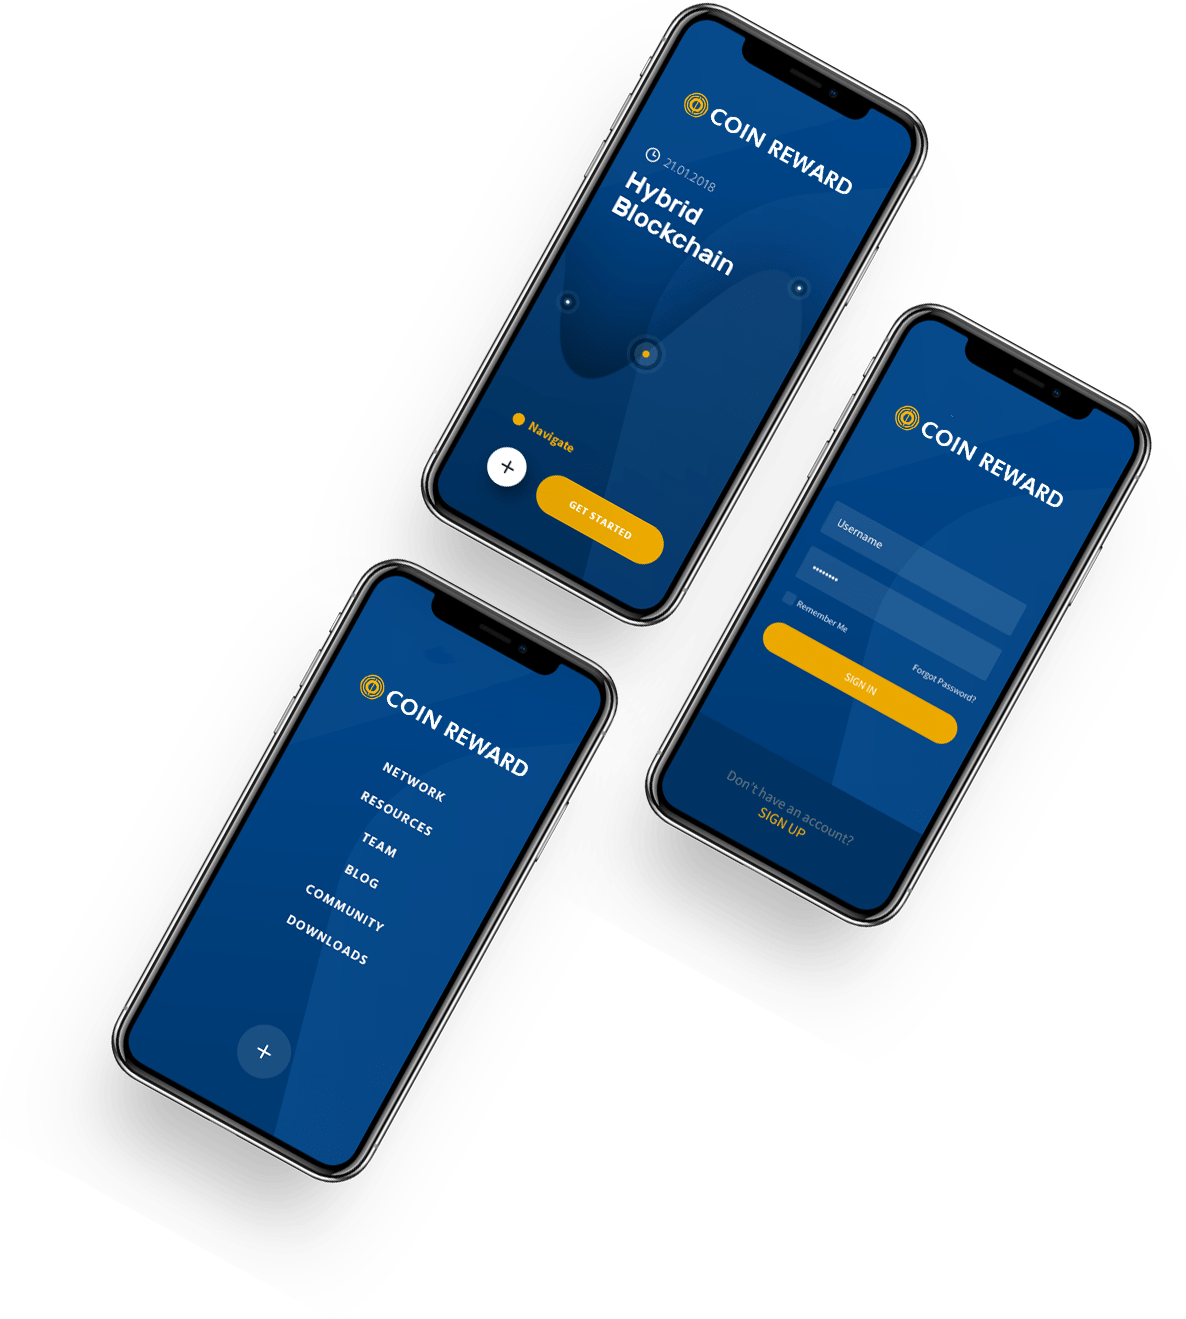 COIN REWARD
21.01.2018
Hybrid
Blockchain
Navigate
GET STARTED
COIN REWARD
Username
••••••••
Remember Me
Forgot Password?
SIGN IN
Don't have an account?
SIGN UP
COIN REWARD
NETWORK
RESOURCES
TEAM
BLOG
COMMUNITY
DOWNLOADS